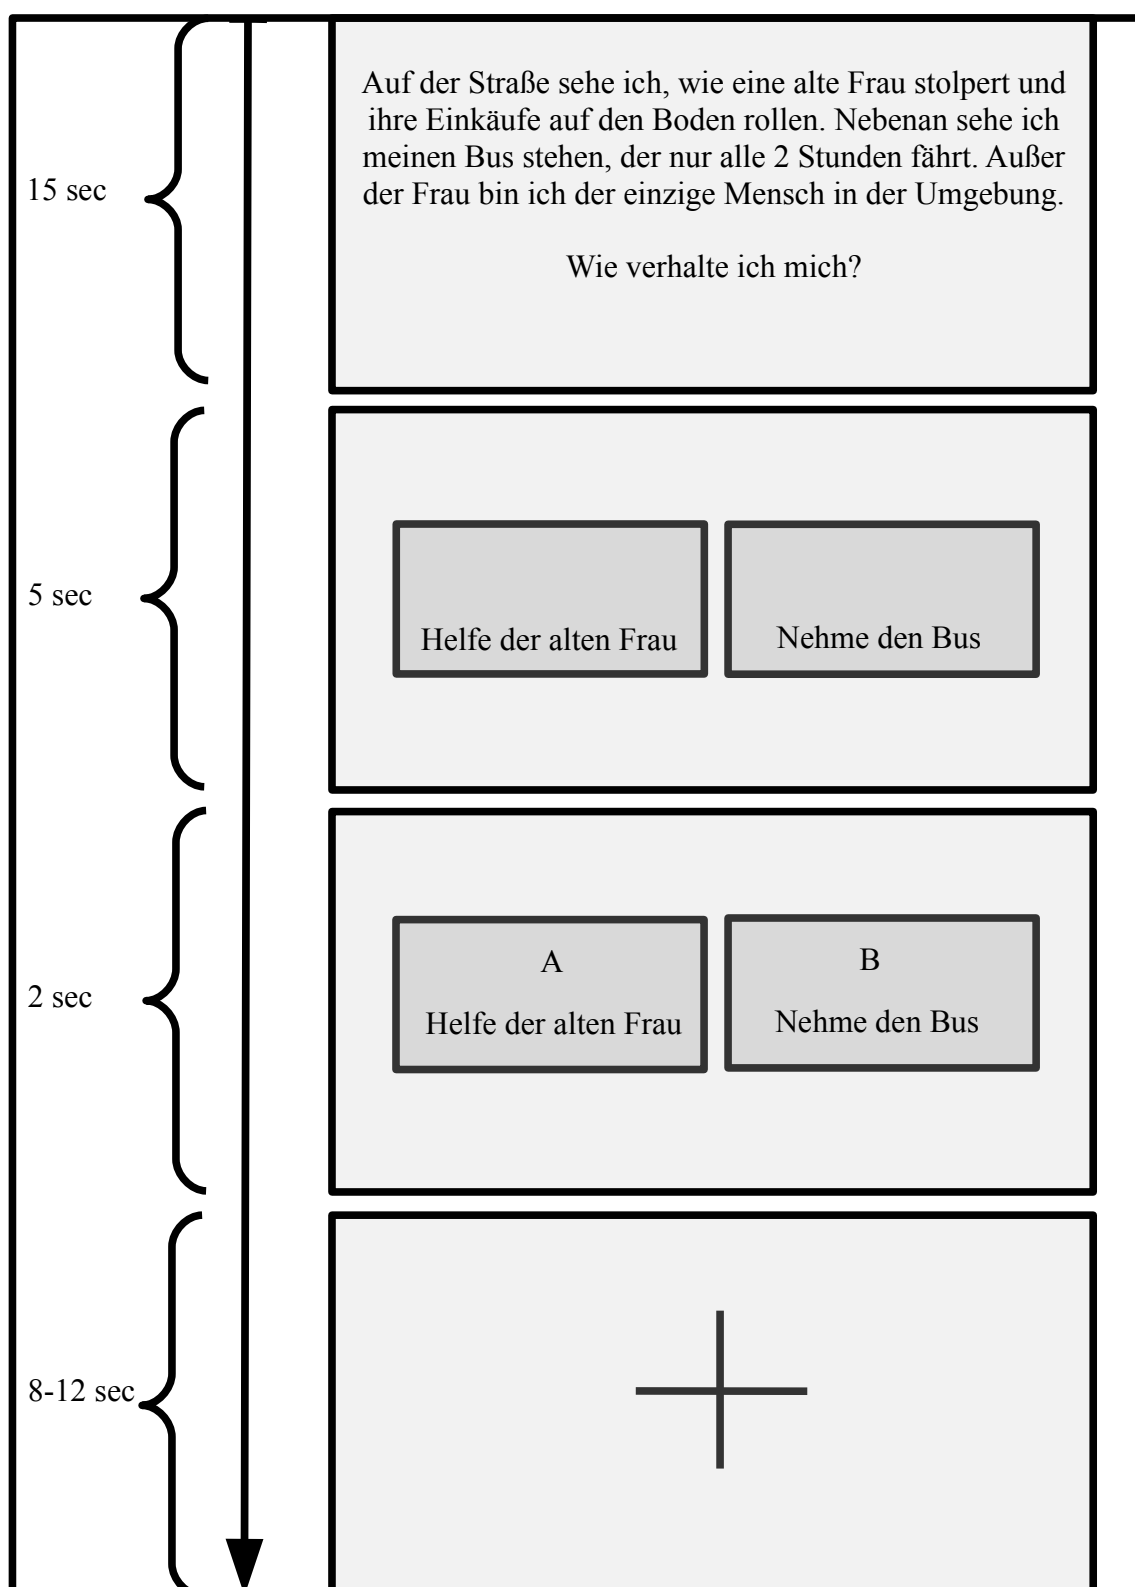 Auf der Straße sehe ich, wie eine alte Frau stolpert und
ihre Einkäufe auf den Boden rollen. Nebenan sehe ich
meinen Bus stehen, der nur alle 2 Stunden fährt. Außer
der Frau bin ich der einzige Mensch in der Umgebung.
Wie verhalte ich mich?
15 sec
5 sec
Helfe der alten Frau
Nehme den Bus
2 sec
A
Helfe der alten Frau
B
Nehme den Bus
8-12 sec